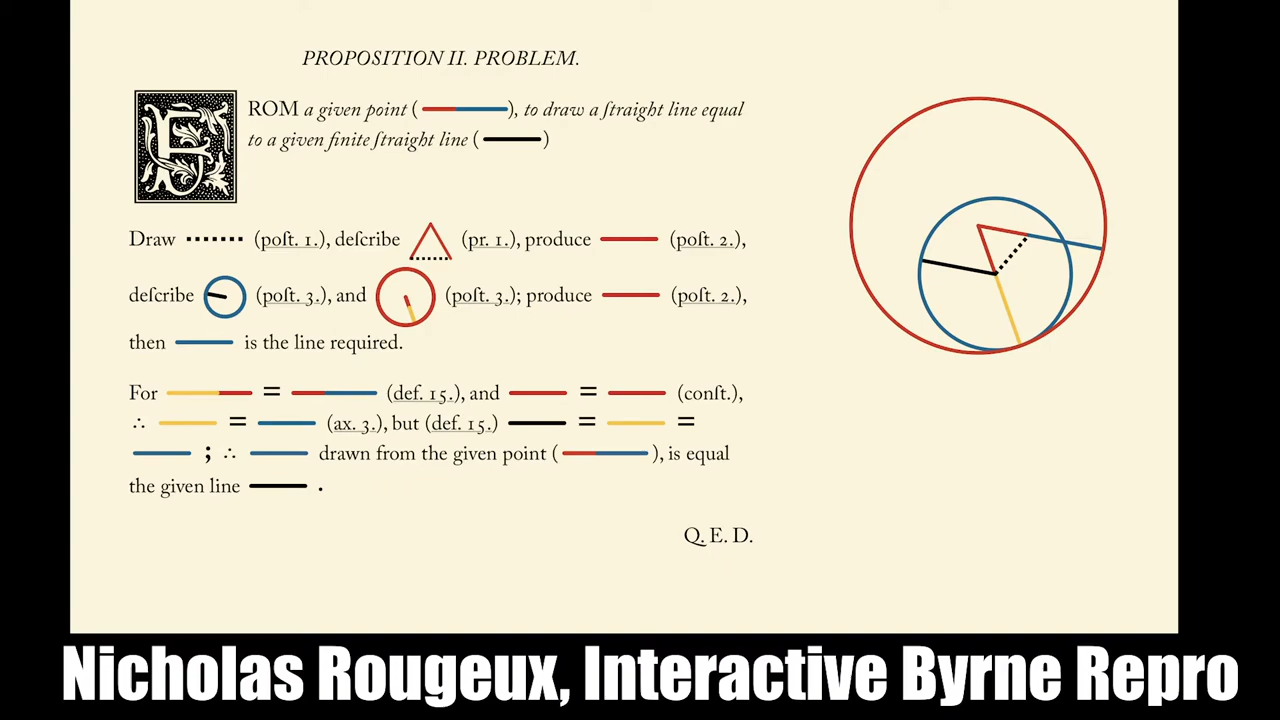 PROPOSITION II. PROBLEM.
FROM a given point ( ), to draw a ſtraight line equal
to a given finite ſtraight line ( )
Draw (poſt. 1.), deſcribe (pr. 1.), produce (poſt. 2.),
deſcribe (poſt. 3.), and (poſt. 3.); produce (poſt. 2.),
then is the line required.
For = (def. 15.), and = (conſt.),
∴ = (ax. 3.), but (def. 15.) = =
; ∴ drawn from the given point ( ), is equal
the given line .
Q. E. D.
Nicholas Rougeux, Interactive Byrne Repro